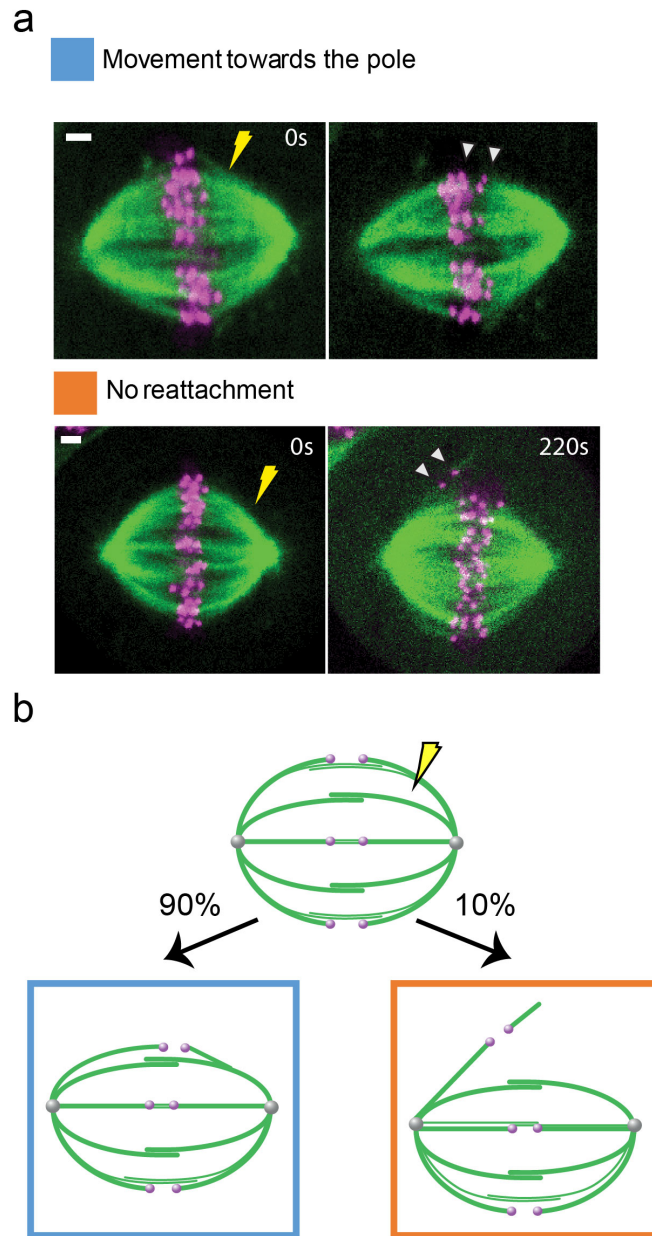 a
Movement towards the pole
0s
No reattachment
0s
220s
b
90%
10%